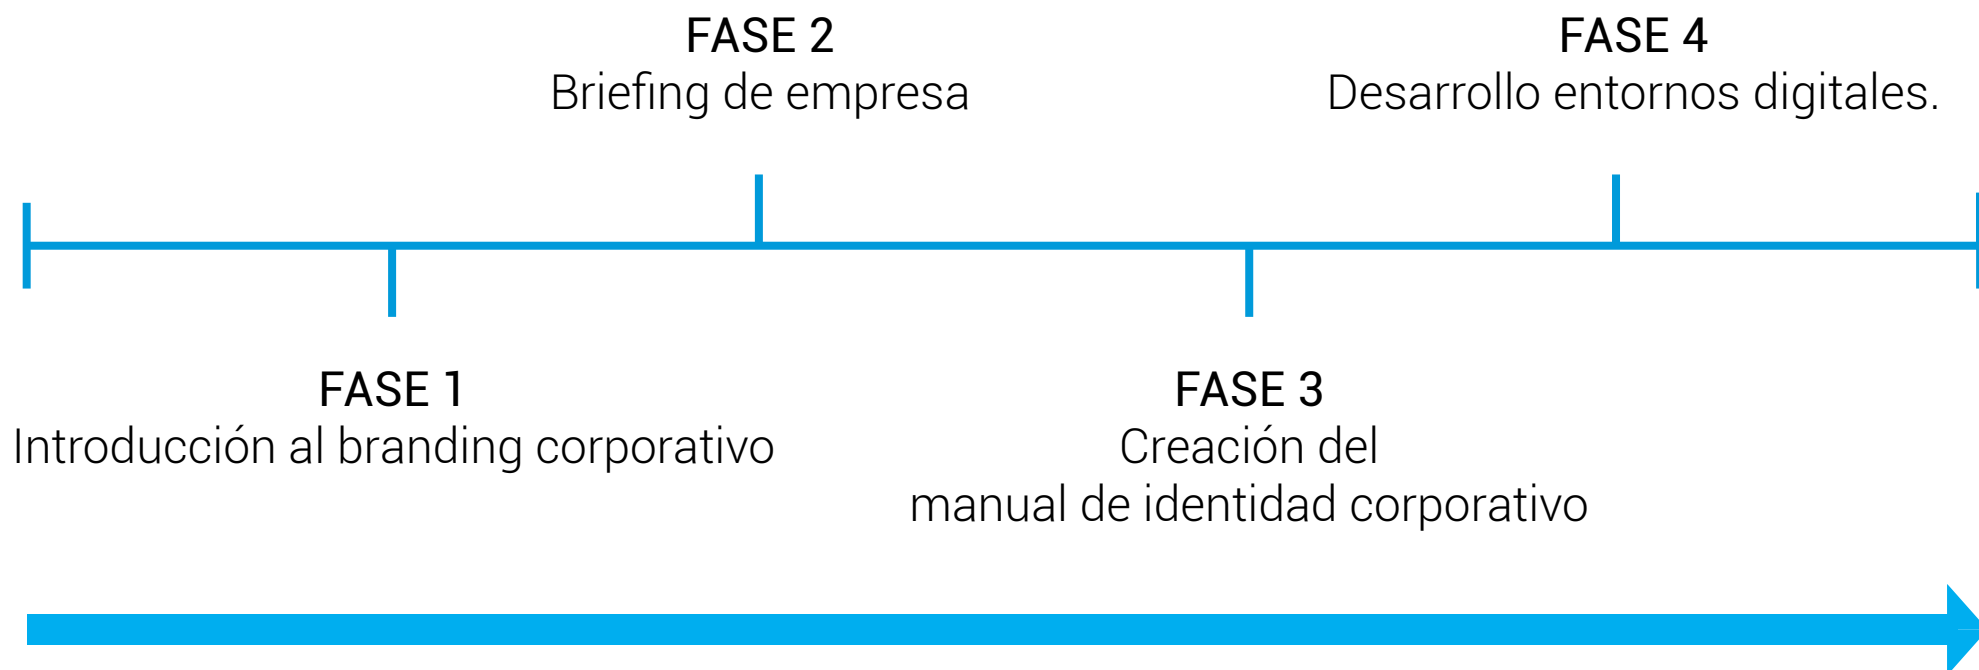 FASE 2
Briefing de empresa
FASE 4
Desarrollo entornos digitales.
FASE 1
Introducción al branding corporativo
FASE 3
Creación del
manual de identidad corporativo